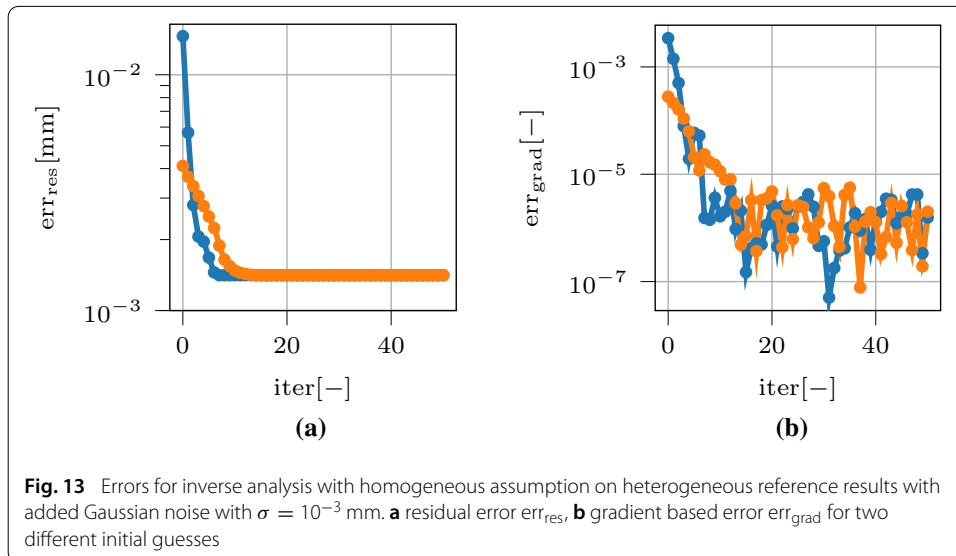 10⁻²
10⁻³
err_res[mm]
0 20 40
iter[−]
(a)
10⁻³
10⁻⁵
10⁻⁷
err_grad[−]
0 20 40
iter[−]
(b)
Fig. 13 Errors for inverse analysis with homogeneous assumption on heterogeneous reference results with
added Gaussian noise with σ = 10⁻³ mm. a residual error err_res, b gradient based error err_grad for two
different initial guesses